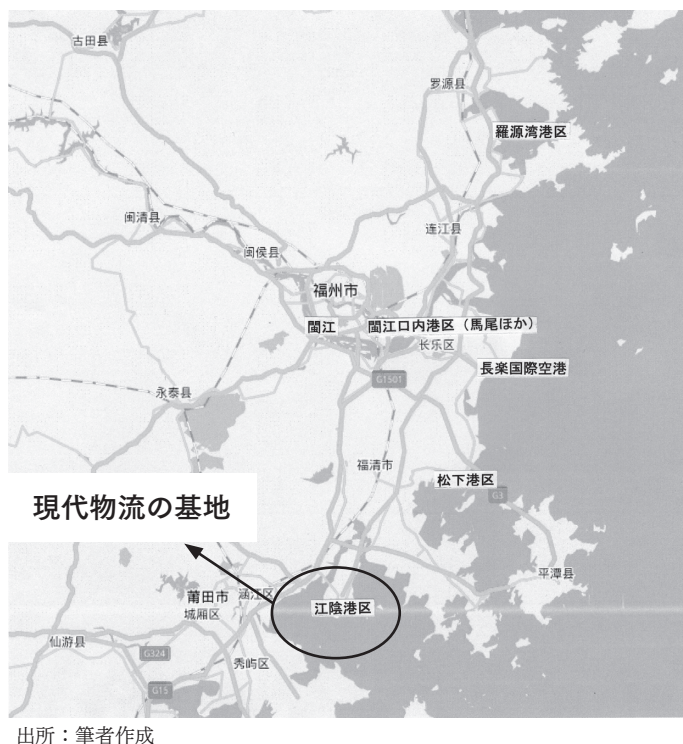 古田县
罗源县
羅源湾港区
闽清县
连江县
闽侯县
福州市
閩江
閩江口内港区（馬尾ほか）
长乐区
長楽国際空港
G1501
永泰县
福清市
松下港区
G3
現代物流の基地
平潭县
莆田市
涵江区
江陰港区
城厢区
仙游县
G324
秀屿区
G15
出所：筆者作成